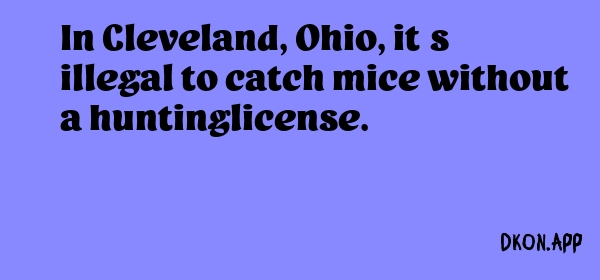 In Cleveland, Ohio, it s
illegal to catch mice without
a huntinglicense.
DKON.APP